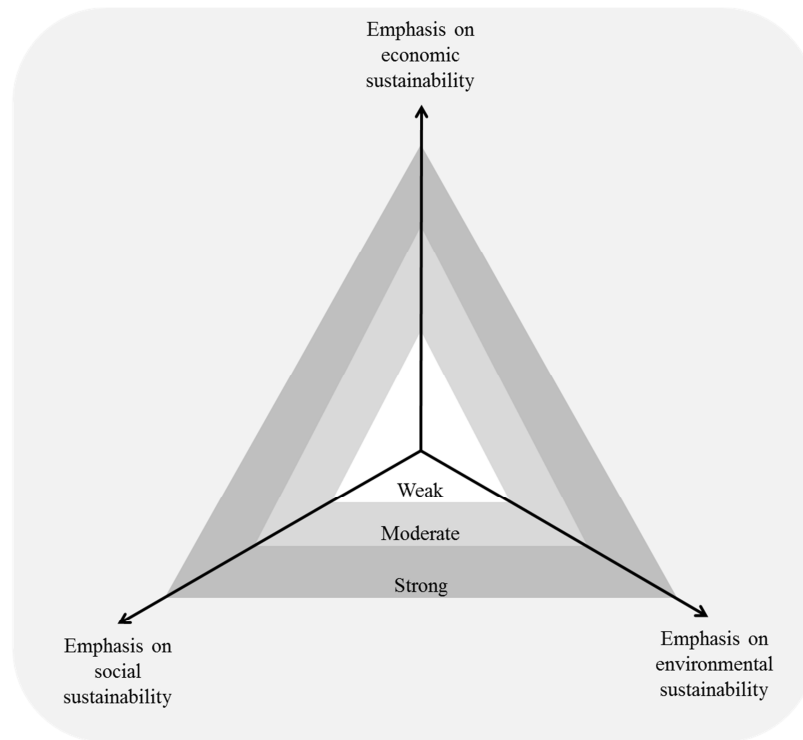 Emphasis on
economic
sustainability
Weak
Moderate
Strong
Emphasis on
social
sustainability
Emphasis on
environmental
sustainability